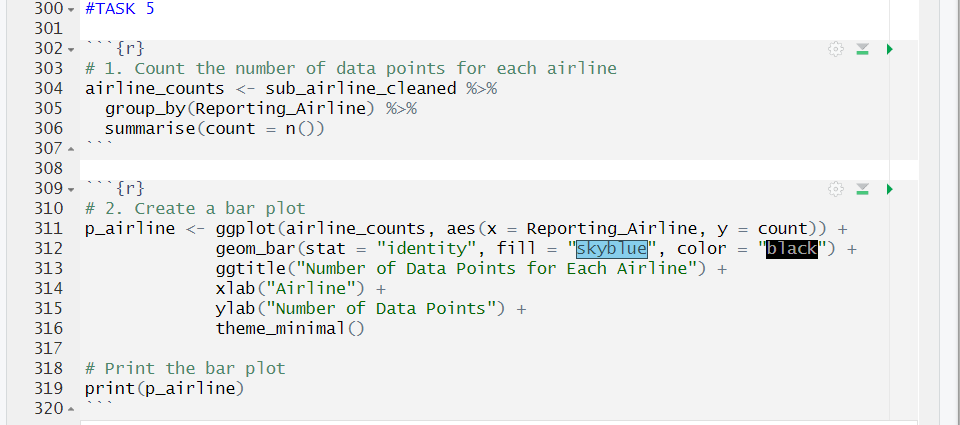 300 #TASK 5
301
302 ```{r}
303 # 1. Count the number of data points for each airline
304 airline_counts <- sub_airline_cleaned %>%
305   group_by(Reporting_Airline) %>%
306   summarise(count = n())
307 ```
308
309 ```{r}
310 # 2. Create a bar plot
311 p_airline <- ggplot(airline_counts, aes(x = Reporting_Airline, y = count)) +
312              geom_bar(stat = "identity", fill = "skyblue", color = "black") +
313              ggtitle("Number of Data Points for Each Airline") +
314              xlab("Airline") +
315              ylab("Number of Data Points") +
316              theme_minimal()
317
318 # Print the bar plot
319 print(p_airline)
320 ```